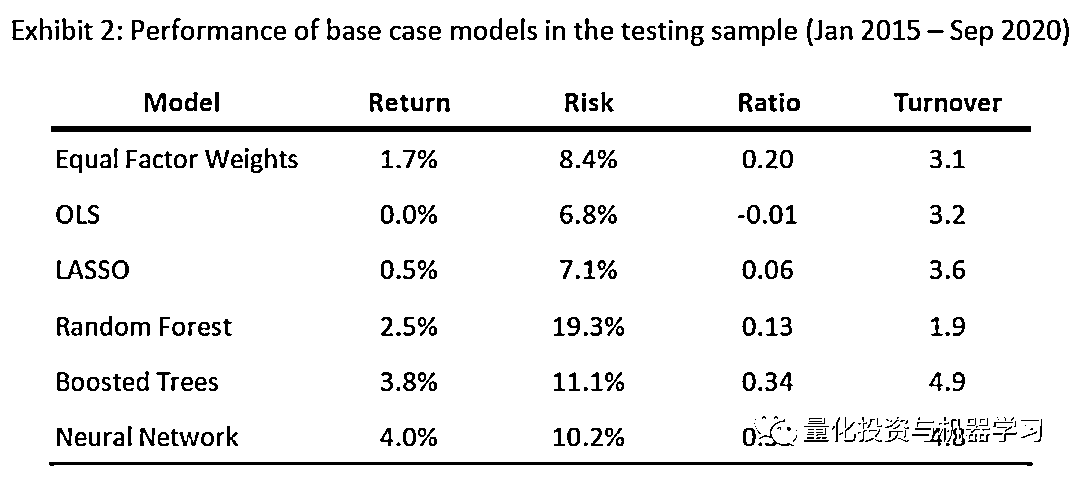 Exhibit 2: Performance of base case models in the testing sample (Jan 2015 – Sep 2020)
Model Return Risk Ratio Turnover
Equal Factor Weights 1.7% 8.4% 0.20 3.1
OLS 0.0% 6.8% -0.01 3.2
LASSO 0.5% 7.1% 0.06 3.6
Random Forest 2.5% 19.3% 0.13 1.9
Boosted Trees 3.8% 11.1% 0.34 4.9
Neural Network 4.0% 10.2% 4.8
量化投资与机器学习